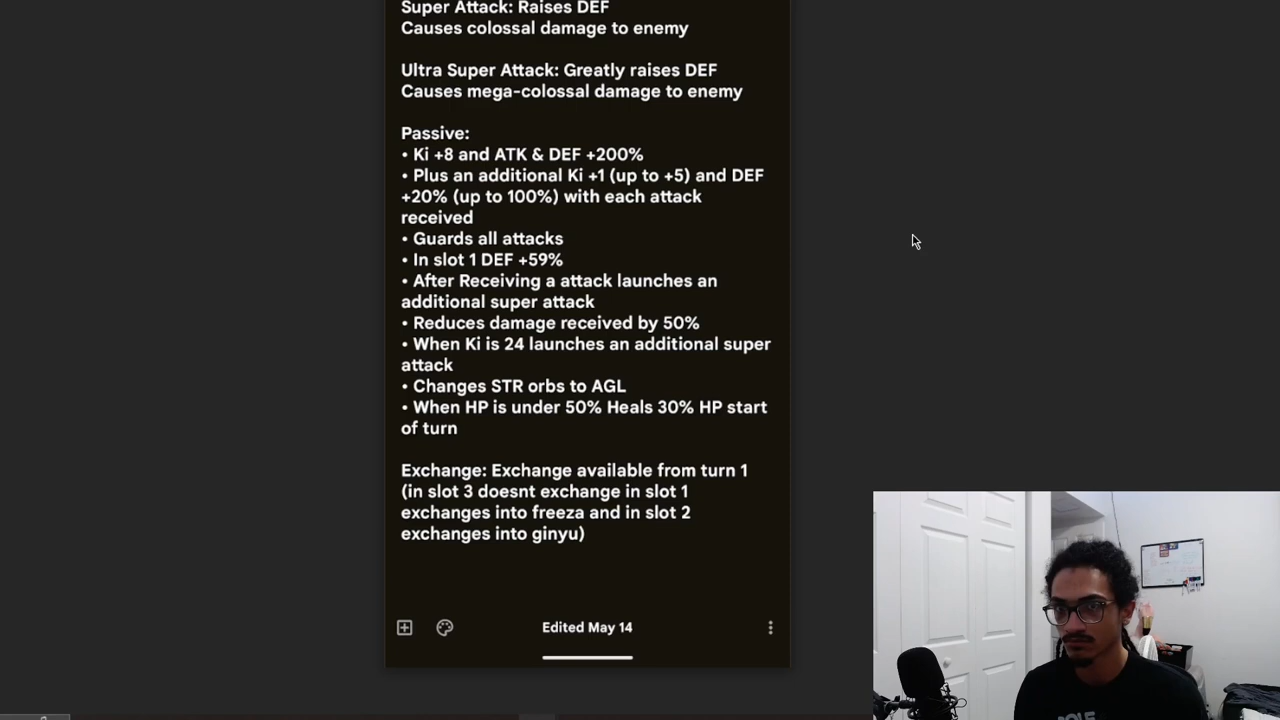 Super Attack: Raises DEF
Causes colossal damage to enemy
Ultra Super Attack: Greatly raises DEF
Causes mega-colossal damage to enemy
Passive:
• Ki +8 and ATK & DEF +200%
• Plus an additional Ki +1 (up to +5) and DEF
+20% (up to 100%) with each attack
received
• Guards all attacks
• In slot 1 DEF +59%
• After Receiving a attack launches an
additional super attack
• Reduces damage received by 50%
• When Ki is 24 launches an additional super
attack
• Changes STR orbs to AGL
• When HP is under 50% Heals 30% HP start
of turn
Exchange: Exchange available from turn 1
(in slot 3 doesnt exchange in slot 1
exchanges into freeza and in slot 2
exchanges into ginyu)
Edited May 14